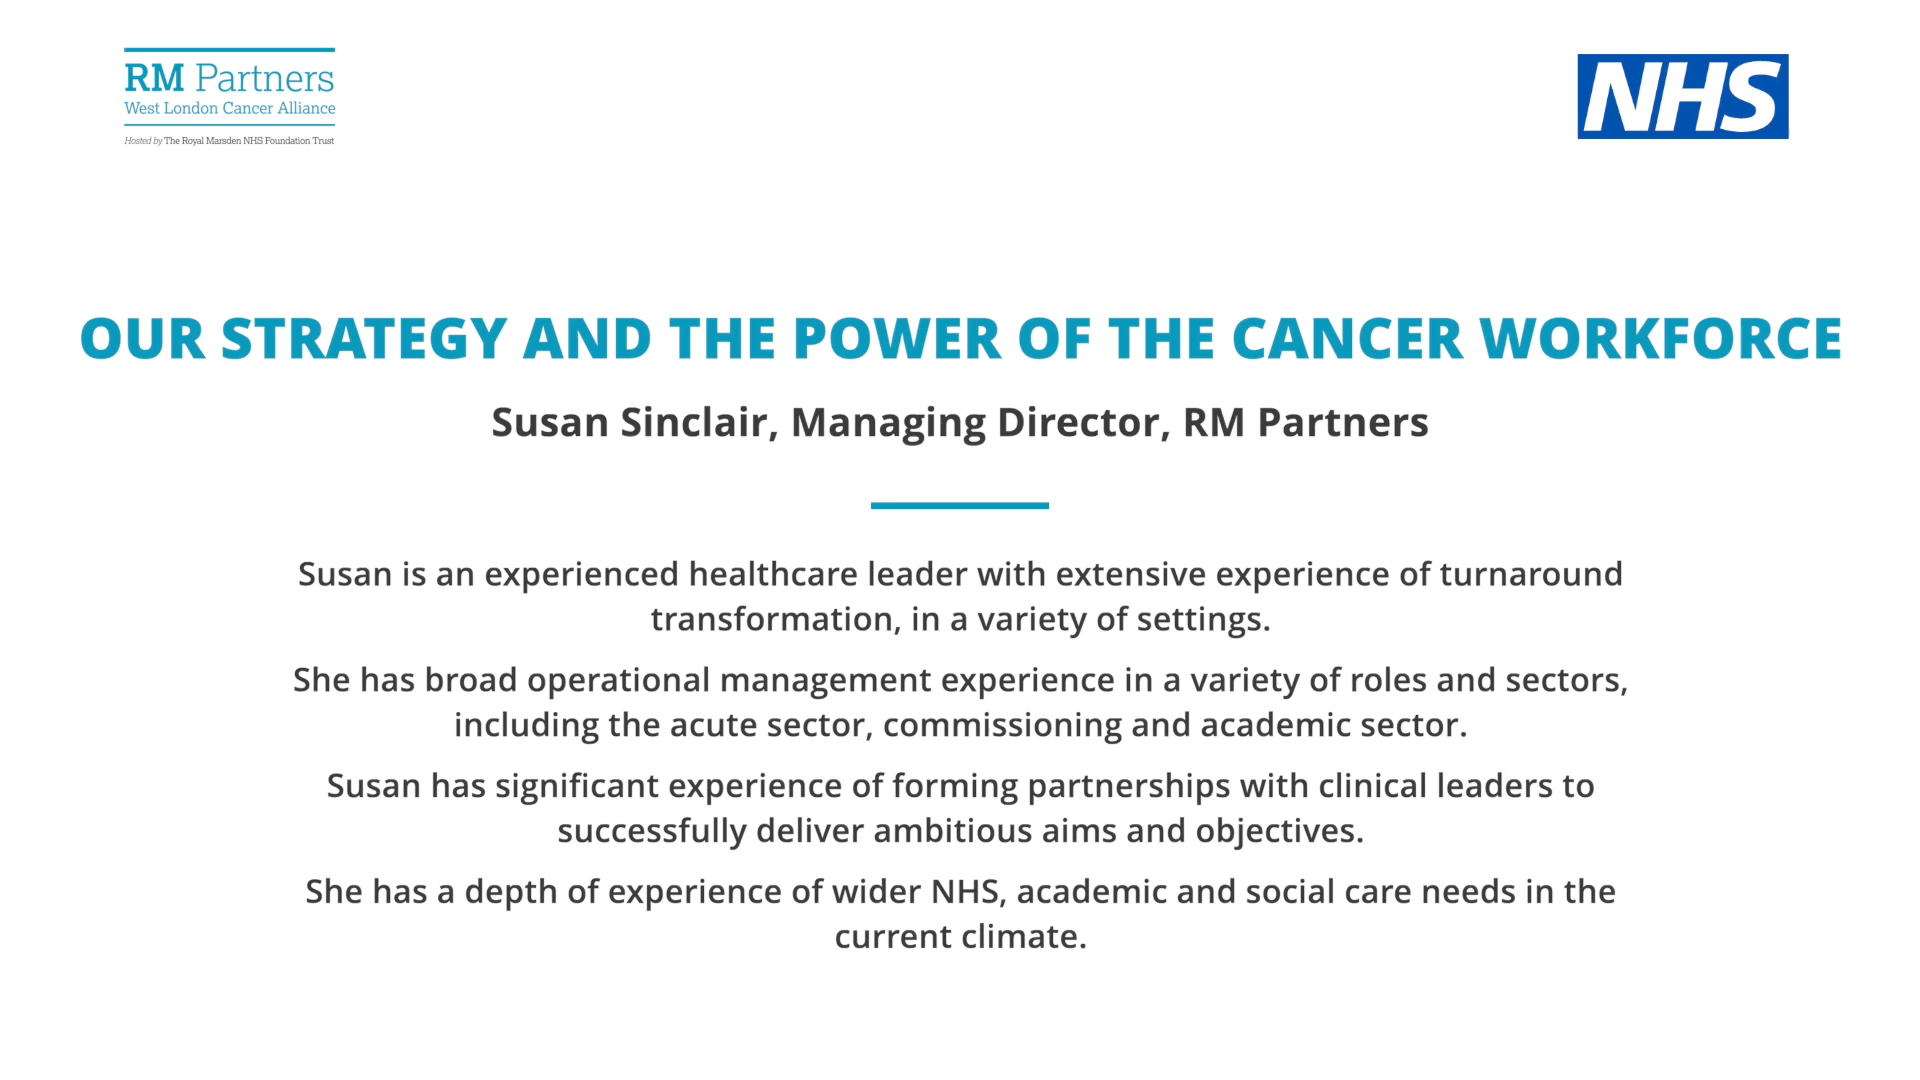 RM Partners
West London Cancer Alliance
Hosted by The Royal Marsden NHS Foundation Trust
NHS
OUR STRATEGY AND THE POWER OF THE CANCER WORKFORCE
Susan Sinclair, Managing Director, RM Partners
Susan is an experienced healthcare leader with extensive experience of turnaround
transformation, in a variety of settings.
She has broad operational management experience in a variety of roles and sectors,
including the acute sector, commissioning and academic sector.
Susan has significant experience of forming partnerships with clinical leaders to
successfully deliver ambitious aims and objectives.
She has a depth of experience of wider NHS, academic and social care needs in the
current climate.